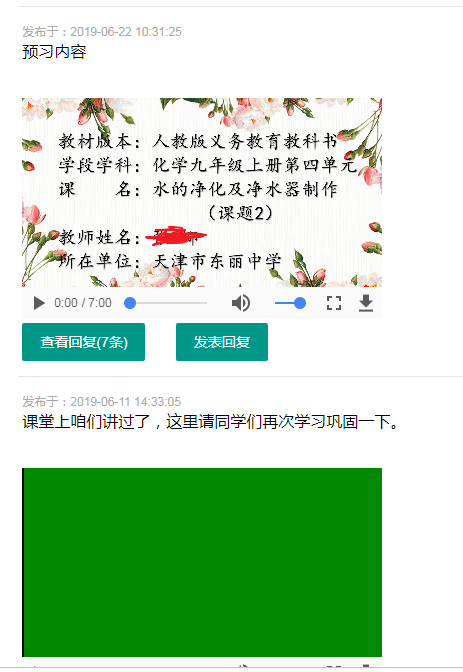 发布于：2019-06-22 10:31:25
预习内容
教材版本：人教版义务教育教科书
学段学科：化学九年级上册第四单元
课　　名：水的净化及净水器制作
（课题2）
教师姓名：
所在单位：天津市东丽中学
0:00 / 7:00
查看回复(7条)　发表回复
发布于：2019-06-11 14:33:05
课堂上咱们讲过了，这里请同学们再次学习巩固一下。